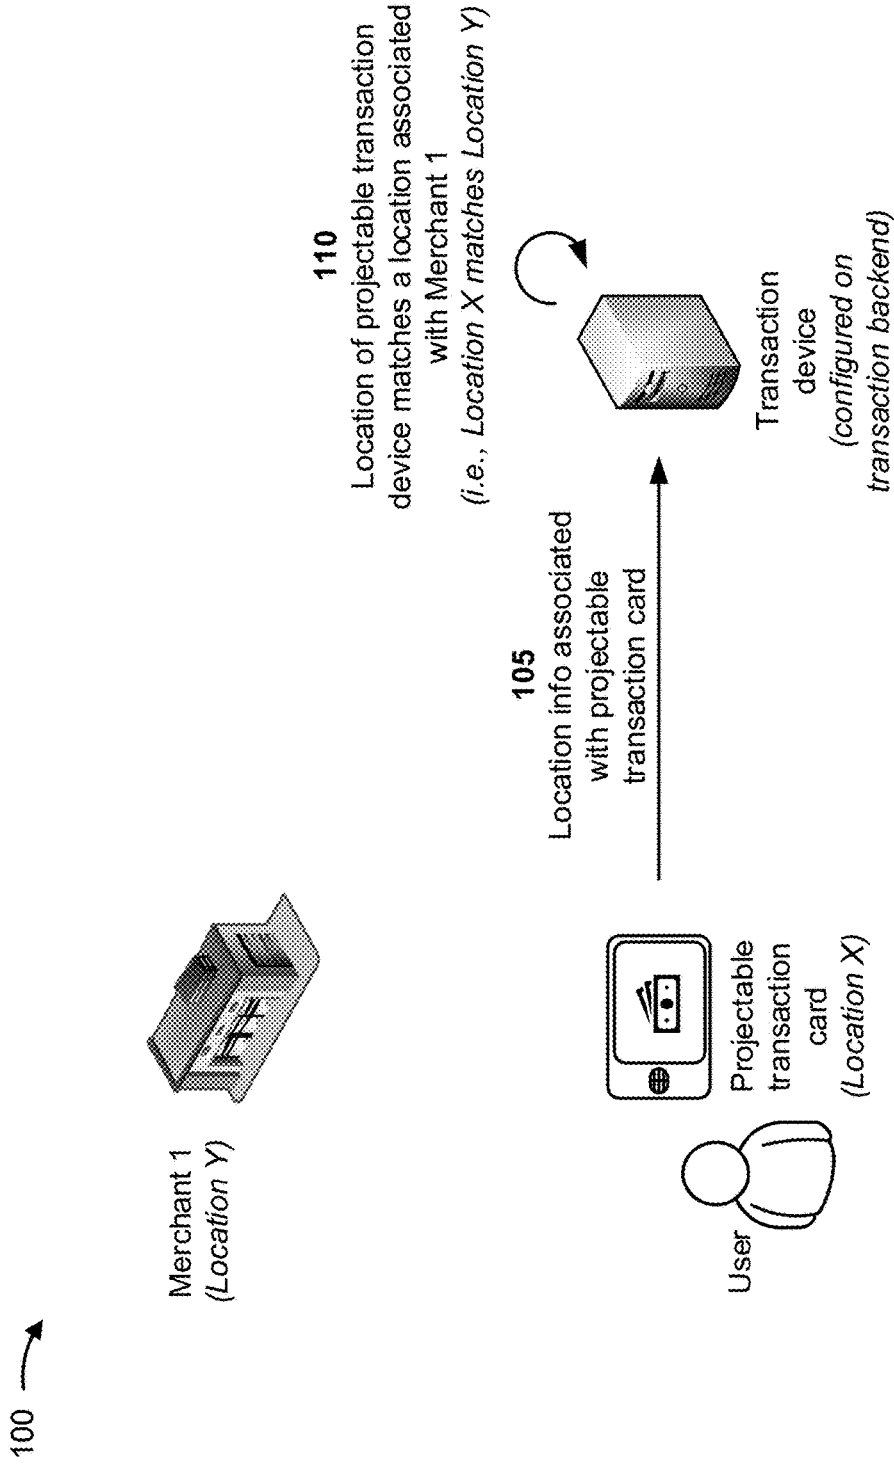 100
Merchant 1
(Location Y)
110
Location of projectable transaction
device matches a location associated
with Merchant 1
(i.e., Location X matches Location Y)
105
Location info associated
with projectable
transaction card
User
Projectable
transaction
card
(Location X)
Transaction
device
(configured on
transaction backend)